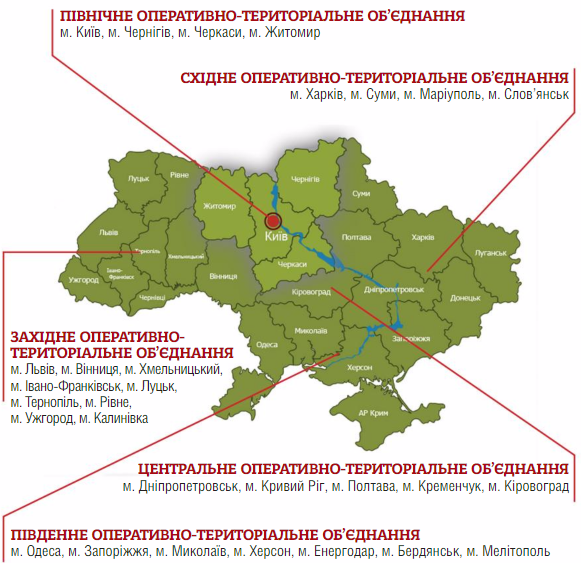 ПІВНІЧНЕ ОПЕРАТИВНО-ТЕРИТОРІАЛЬНЕ ОБ'ЄДНАННЯ
м. Київ, м. Чернігів, м. Черкаси, м. Житомир
СХІДНЕ ОПЕРАТИВНО-ТЕРИТОРІАЛЬНЕ ОБ'ЄДНАННЯ
м. Харків, м. Суми, м. Маріуполь, м. Слов'янськ
Чернігів
Луцьк
Рівне
Суми
Житомир
Київ
Львів
Полтава
Харків
Тернопіль
Хмельницький
Черкаси
Луганськ
Ужгород
Івано-
Франківськ
Вінниця
Чернівці
Кіровоград
Дніпропетровськ
Донецьк
Одеса
Миколаїв
Запоріжжя
Херсон
АР Крим
ЗАХІДНЕ ОПЕРАТИВНО-
ТЕРИТОРІАЛЬНЕ ОБ'ЄДНАННЯ
м. Львів, м. Вінниця, м. Хмельницький,
м. Івано-Франківськ, м. Луцьк,
м. Тернопіль, м. Рівне,
м. Ужгород, м. Калинівка
ЦЕНТРАЛЬНЕ ОПЕРАТИВНО-ТЕРИТОРІАЛЬНЕ ОБ'ЄДНАННЯ
м. Дніпропетровськ, м. Кривий Ріг, м. Полтава, м. Кременчук, м. Кіровоград
ПІВДЕННЕ ОПЕРАТИВНО-ТЕРИТОРІАЛЬНЕ ОБ'ЄДНАННЯ
м. Одеса, м. Запоріжжя, м. Миколаїв, м. Херсон, м. Енергодар, м. Бердянськ, м. Мелітополь